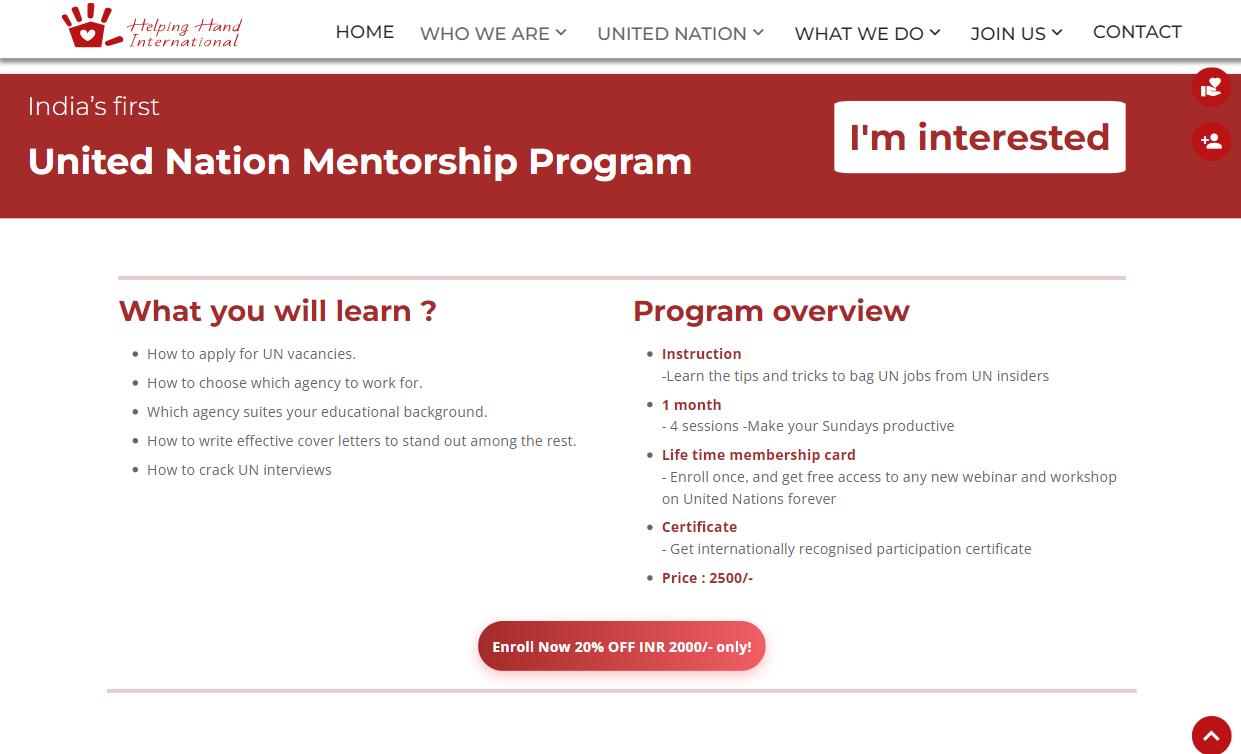 Helping Hand
International
HOME
WHO WE ARE
UNITED NATION
WHAT WE DO
JOIN US
CONTACT
India's first
United Nation Mentorship Program
I'm interested
What you will learn ?
How to apply for UN vacancies.
How to choose which agency to work for.
Which agency suites your educational background.
How to write effective cover letters to stand out among the rest.
How to crack UN interviews
Program overview
Instruction
-Learn the tips and tricks to bag UN jobs from UN insiders
1 month
- 4 sessions -Make your Sundays productive
Life time membership card
- Enroll once, and get free access to any new webinar and workshop
on United Nations forever
Certificate
- Get internationally recognised participation certificate
Price : 2500/-
Enroll Now 20% OFF INR 2000/- only!